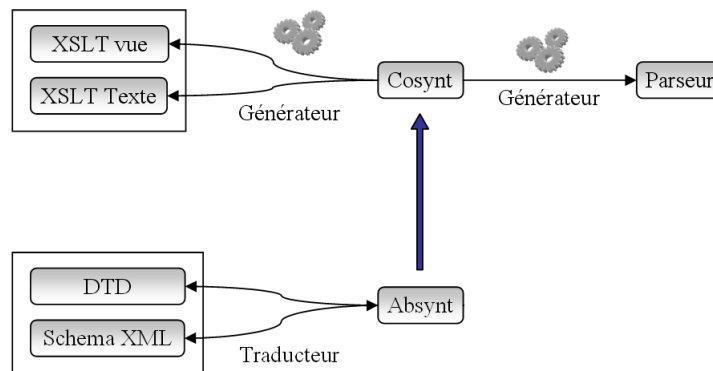 XSLT vue
XSLT Texte
Générateur
Cosynt
Générateur
Parseur
DTD
Schema XML
Traducteur
Absynt